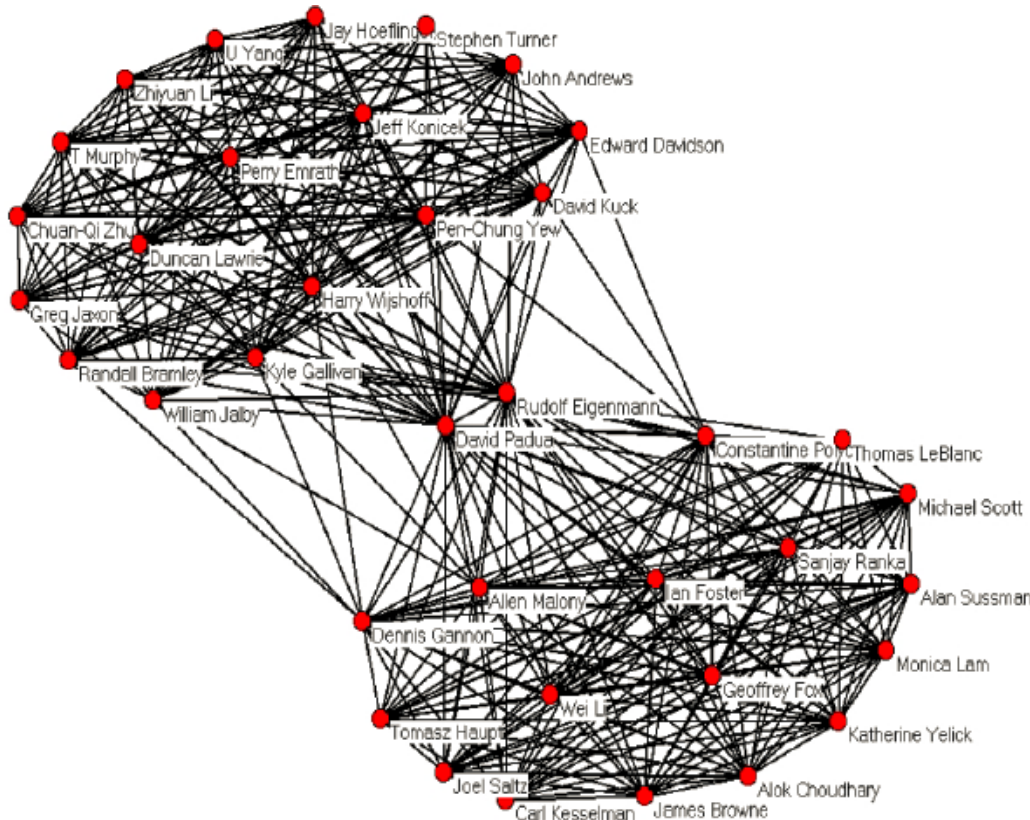 Jay Hoeflinge
Stephen Turner
U Yang
John Andrews
Zhiyuan Li
Jeff Konicek
Edward Davidson
T Murphy
Perry Emrath
David Kuck
Chuan-Qi Zhu
Pen-Chung Yew
Duncan Lawrie
Harry Wijshoff
Greg Jaxon
Randall Bramley
Kyle Gallivan
William Jalby
Rudolf Eigenmann
David Padua
Constantine
Thomas LeBlanc
Michael Scott
Sanjay Ranka
Ian Foster
Alan Sussman
Allen Malony
Dennis Gannon
Monica Lam
Geoffrey Fox
Wei Li
Tomasz Haupt
Katherine Yelick
Joel Saltz
Alok Choudhary
Carl Kesselman
James Browne